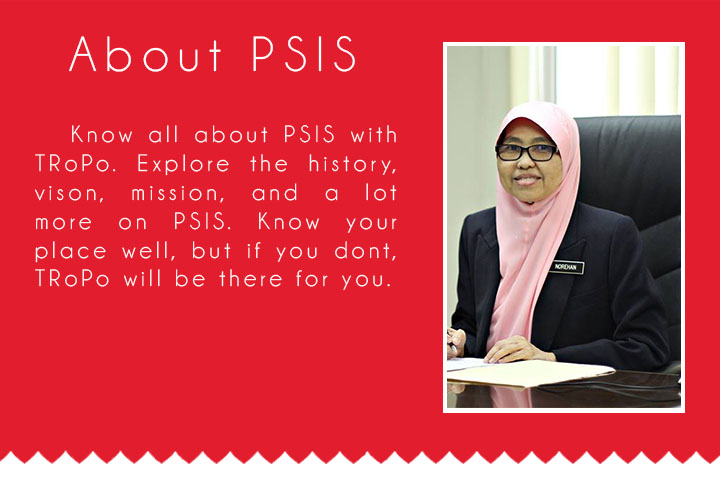 About PSIS
Know all about PSIS with
TRoPo. Explore the history,
vison, mission, and a lot
more on PSIS. Know your
place well, but if you dont,
TRoPo will be there for you.
NOREHAN